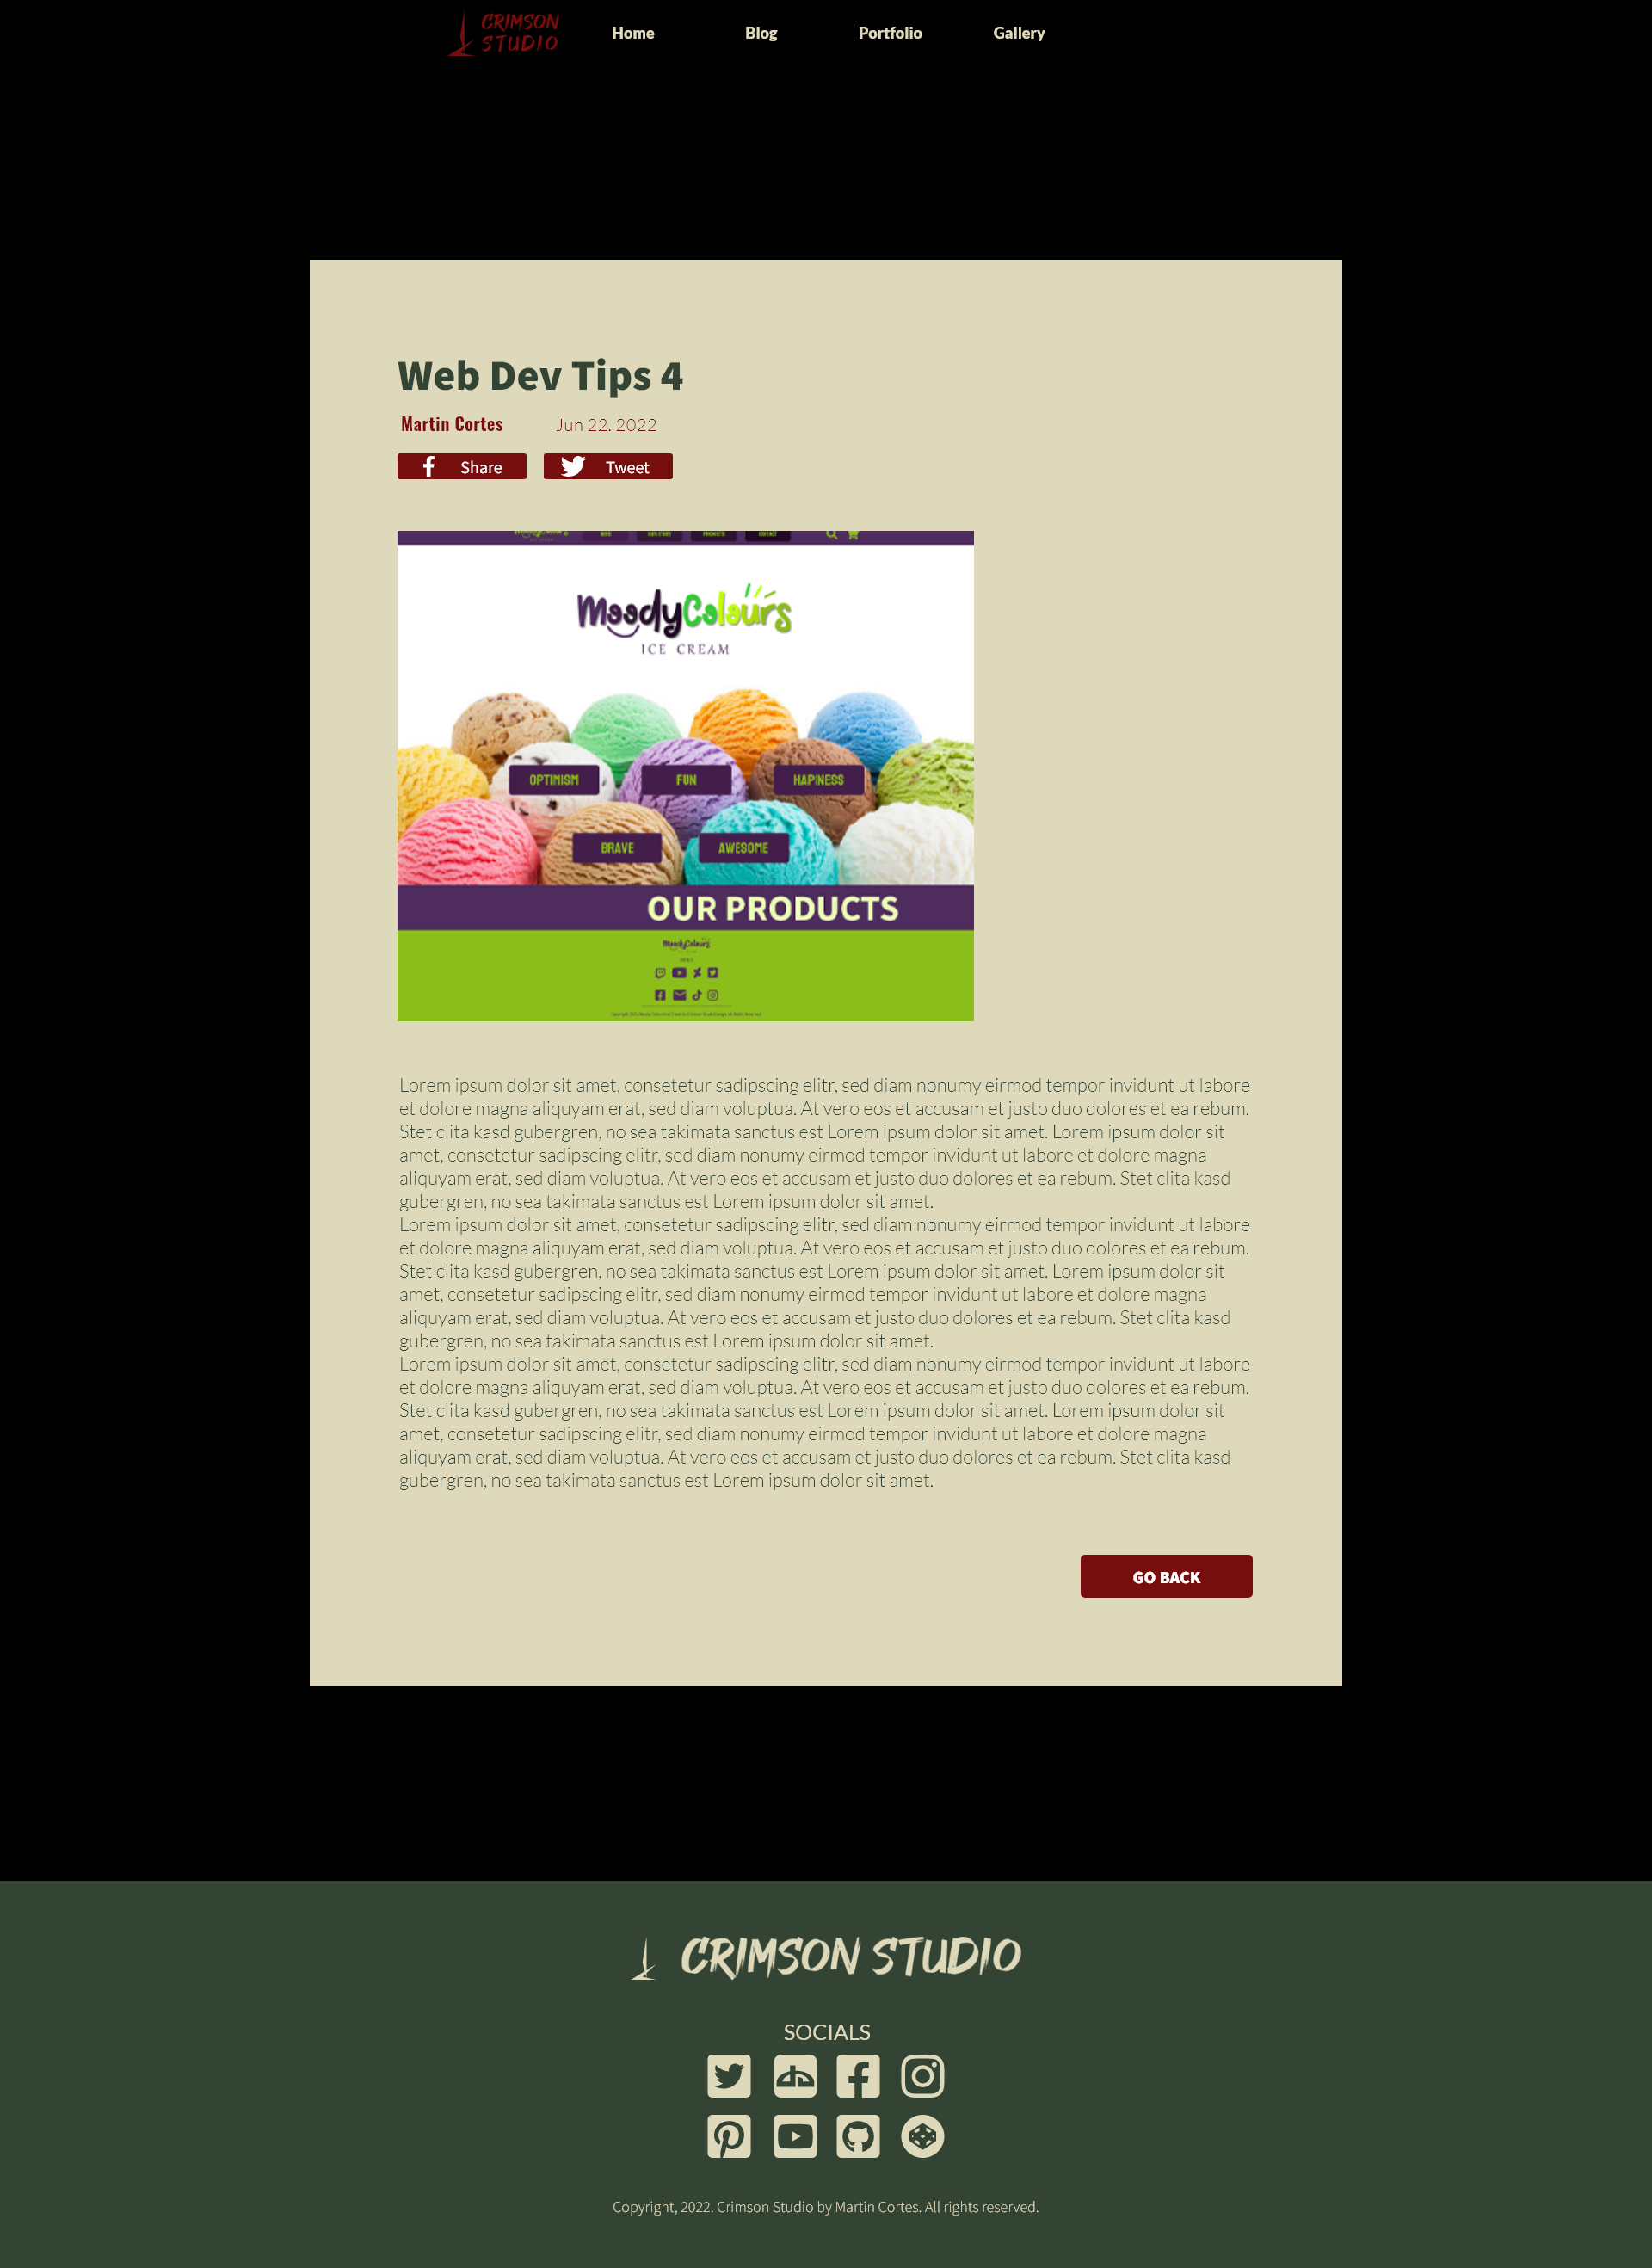 CRIMSON
STUDIO
Home Blog Portfolio Gallery
Web Dev Tips 4
Martin Cortes Jun 22. 2022
Share Tweet
HOME OUR STORY PRODUCTS CONTACT
MoodyColours
ICE CREAM
OPTIMISM FUN HAPINESS
BRAVE AWESOME
OUR PRODUCTS
MoodyColours
Lorem ipsum dolor sit amet, consetetur sadipscing elitr, sed diam nonumy eirmod tempor invidunt ut labore
et dolore magna aliquyam erat, sed diam voluptua. At vero eos et accusam et justo duo dolores et ea rebum.
Stet clita kasd gubergren, no sea takimata sanctus est Lorem ipsum dolor sit amet. Lorem ipsum dolor sit
amet, consetetur sadipscing elitr, sed diam nonumy eirmod tempor invidunt ut labore et dolore magna
aliquyam erat, sed diam voluptua. At vero eos et accusam et justo duo dolores et ea rebum. Stet clita kasd
gubergren, no sea takimata sanctus est Lorem ipsum dolor sit amet.
Lorem ipsum dolor sit amet, consetetur sadipscing elitr, sed diam nonumy eirmod tempor invidunt ut labore
et dolore magna aliquyam erat, sed diam voluptua. At vero eos et accusam et justo duo dolores et ea rebum.
Stet clita kasd gubergren, no sea takimata sanctus est Lorem ipsum dolor sit amet. Lorem ipsum dolor sit
amet, consetetur sadipscing elitr, sed diam nonumy eirmod tempor invidunt ut labore et dolore magna
aliquyam erat, sed diam voluptua. At vero eos et accusam et justo duo dolores et ea rebum. Stet clita kasd
gubergren, no sea takimata sanctus est Lorem ipsum dolor sit amet.
Lorem ipsum dolor sit amet, consetetur sadipscing elitr, sed diam nonumy eirmod tempor invidunt ut labore
et dolore magna aliquyam erat, sed diam voluptua. At vero eos et accusam et justo duo dolores et ea rebum.
Stet clita kasd gubergren, no sea takimata sanctus est Lorem ipsum dolor sit amet. Lorem ipsum dolor sit
amet, consetetur sadipscing elitr, sed diam nonumy eirmod tempor invidunt ut labore et dolore magna
aliquyam erat, sed diam voluptua. At vero eos et accusam et justo duo dolores et ea rebum. Stet clita kasd
gubergren, no sea takimata sanctus est Lorem ipsum dolor sit amet.
GO BACK
CRIMSON STUDIO
SOCIALS
Copyright, 2022. Crimson Studio by Martin Cortes. All rights reserved.